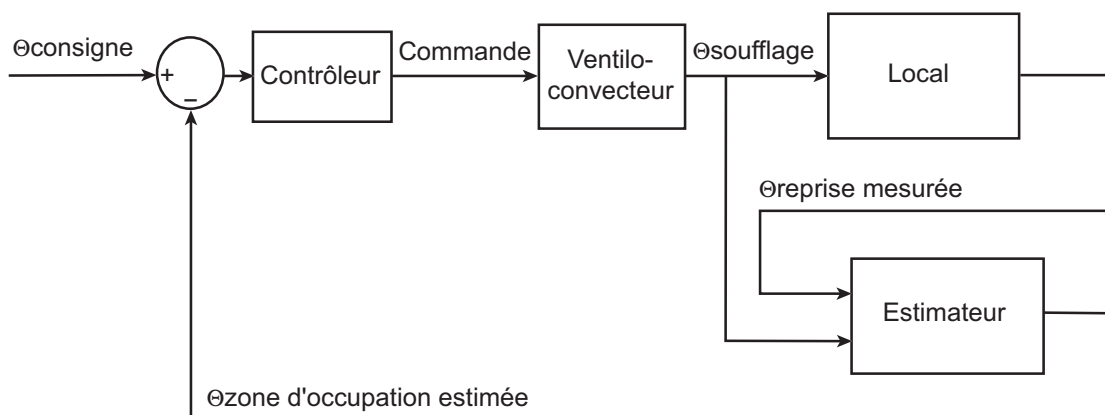 Θconsigne
+
−
Contrôleur
Commande
Ventilo-
convecteur
Θsoufflage
Local
Θreprise mesurée
Estimateur
Θzone d'occupation estimée